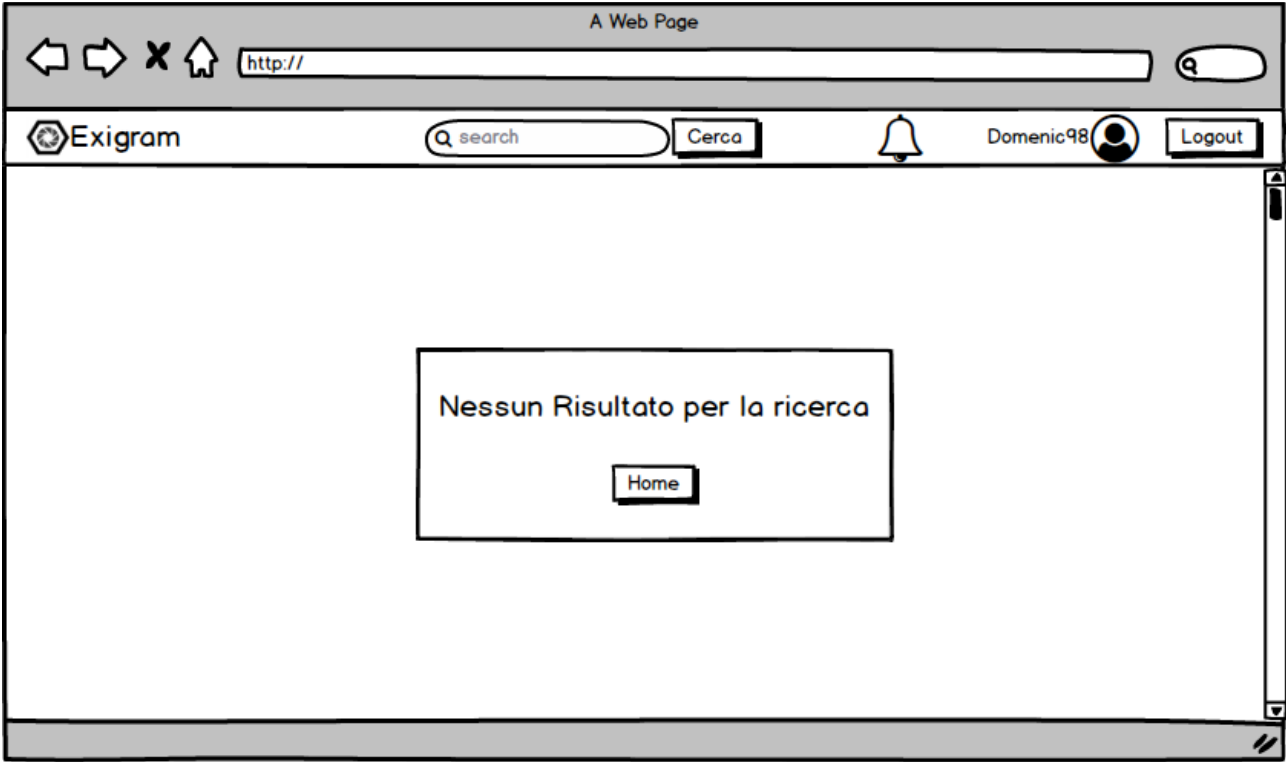 A Web Page
http://
Exigram
search
Cerca
Domenic98
Logout
Nessun Risultato per la ricerca
Home